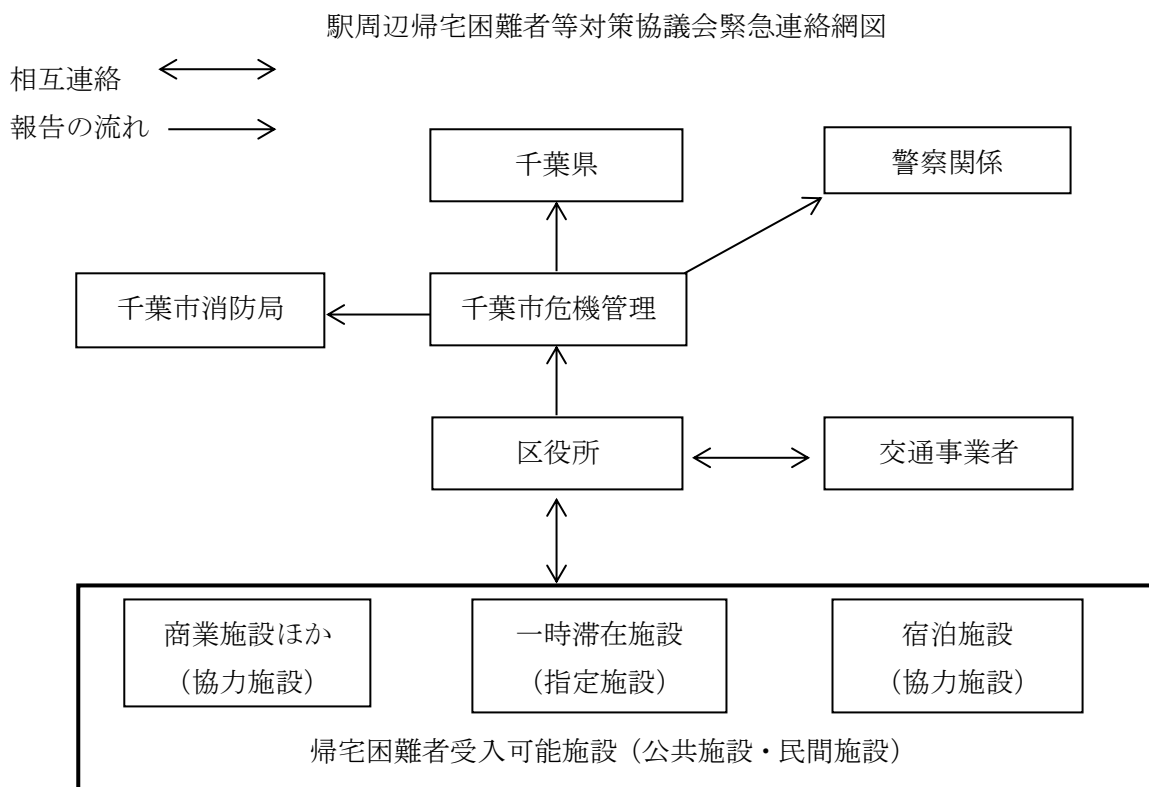 駅周辺帰宅困難者等対策協議会緊急連絡網図
相互連絡
報告の流れ
千葉県
警察関係
千葉市消防局
千葉市危機管理
区役所
交通事業者
商業施設ほか
（協力施設）
一時滞在施設
（指定施設）
宿泊施設
（協力施設）
帰宅困難者受入可能施設（公共施設・民間施設）